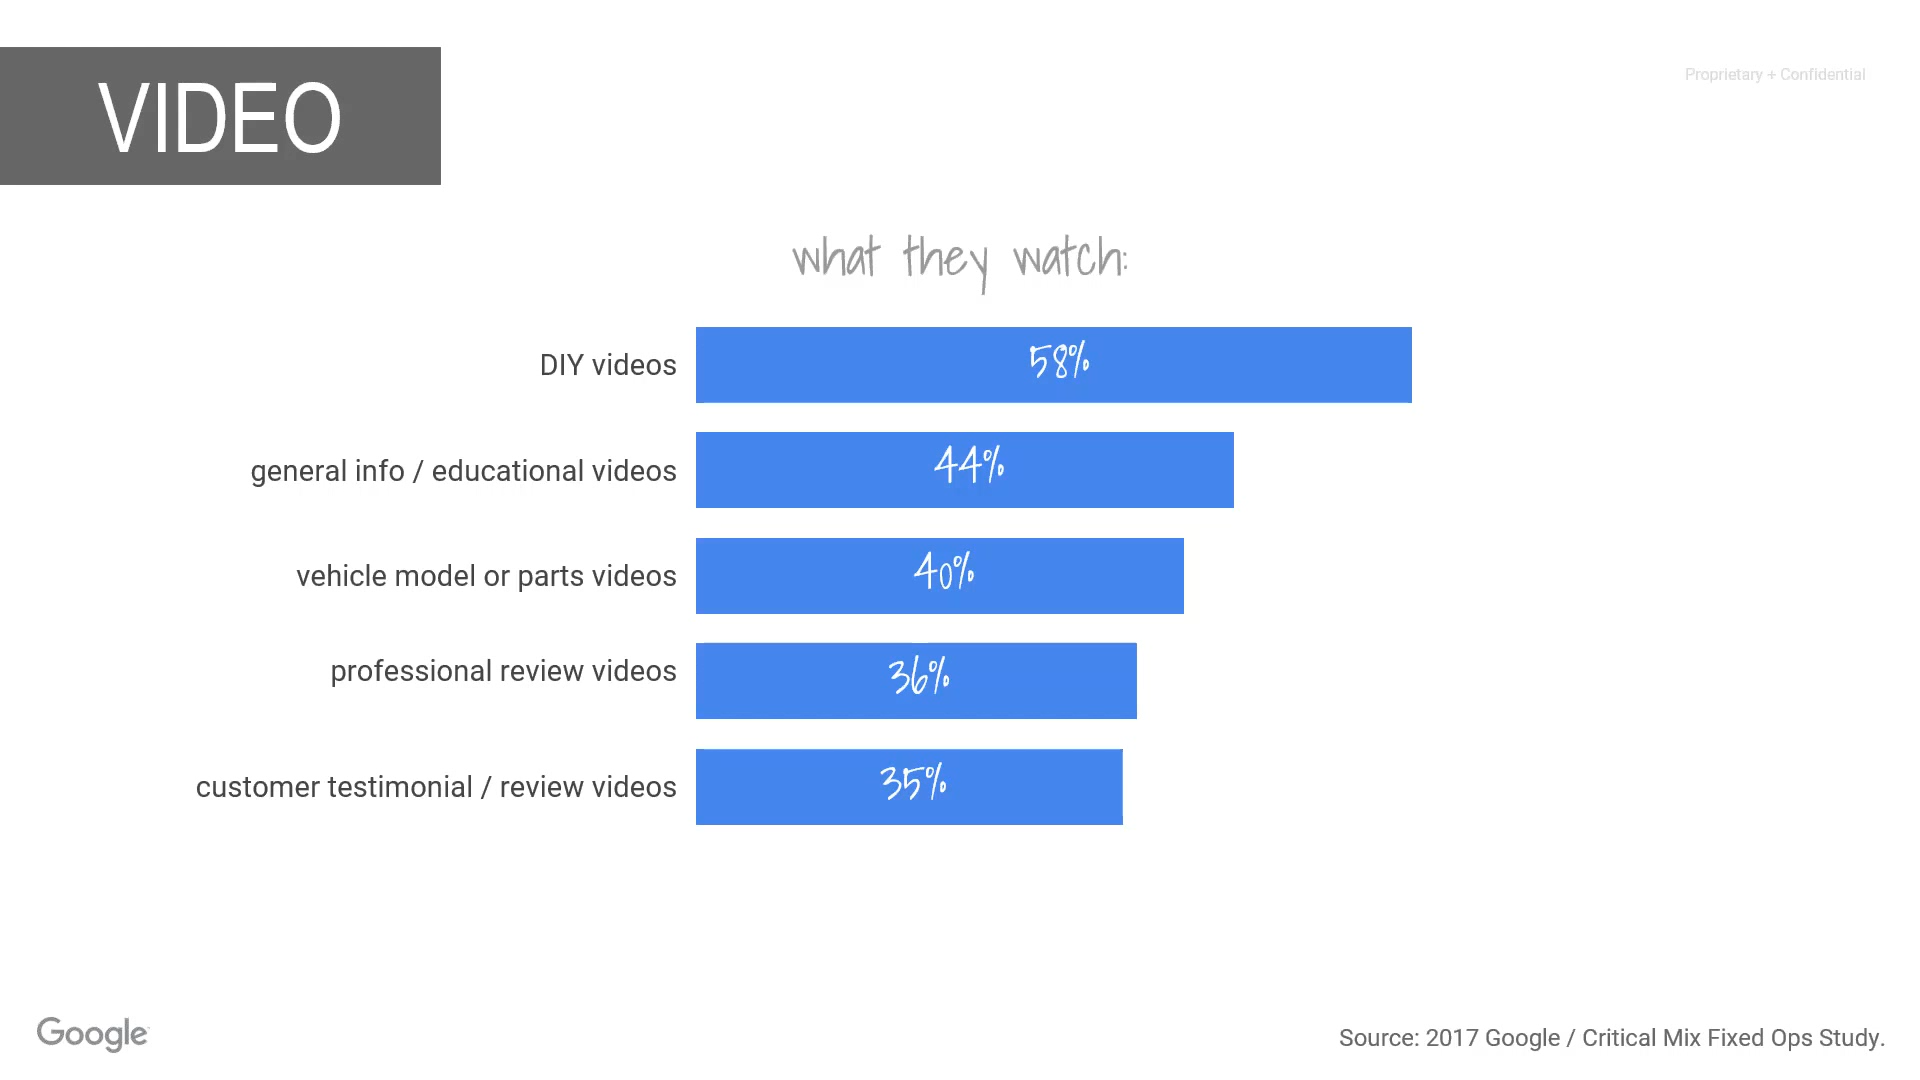 VIDEO
Proprietary + Confidential
what they watch:
DIY videos
58%
general info / educational videos
44%
vehicle model or parts videos
40%
professional review videos
36%
customer testimonial / review videos
35%
Google
Source: 2017 Google / Critical Mix Fixed Ops Study.